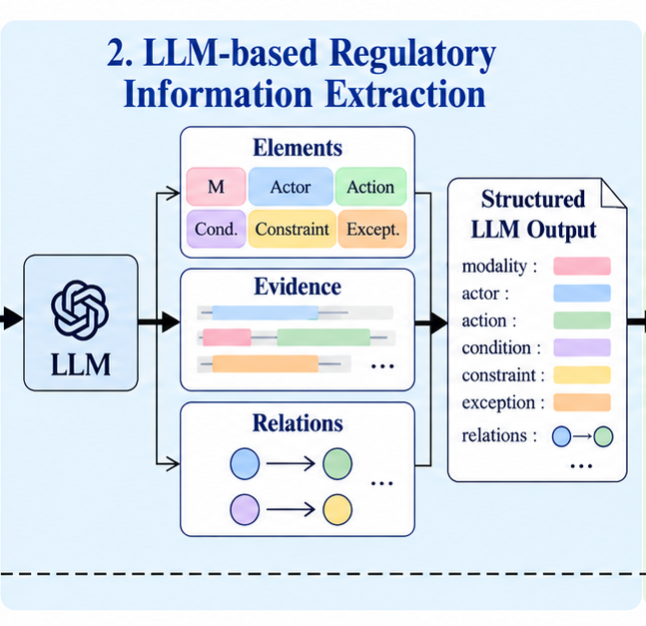 2. LLM-based Regulatory
Information Extraction
LLM
Elements
M Actor Action
Cond. Constraint Except.
Evidence
...
Relations
...
Structured
LLM Output
modality :
actor :
action :
condition :
constraint :
exception :
relations :
...